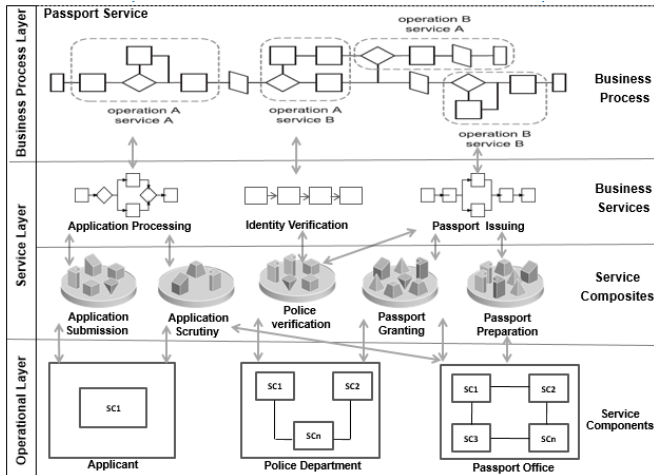 Passport Service
Business Process Layer
operation B
service A
operation A
service A
operation A
service B
operation B
service B
Business
Process
Service Layer
Application Processing
Identity Verification
Passport Issuing
Business
Services
Application
Submission
Application
Scrutiny
Police
verification
Passport
Granting
Passport
Preparation
Service
Composites
Operational Layer
SC1
Applicant
SC1
SC2
SCn
Police Department
SC1
SC2
SC3
SCn
Passport Office
Service
Components